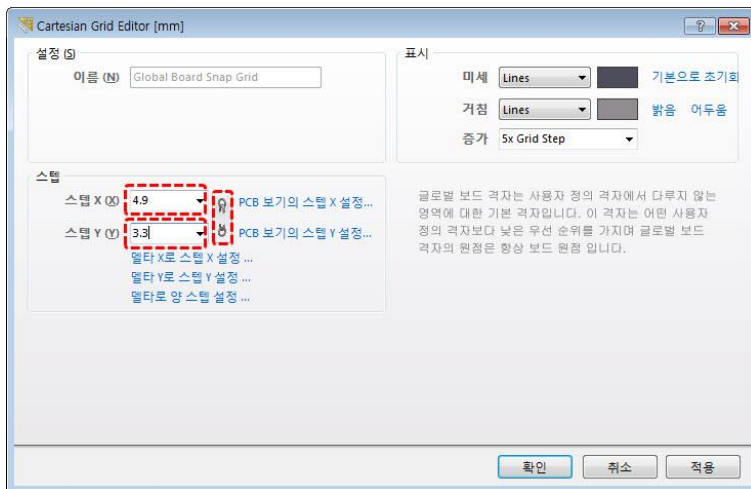 Cartesian Grid Editor [mm]
설정 (S)
이름 (N) Global Board Snap Grid
표시
미세 Lines 기본으로 초기화
거침 Lines 밝음 어두움
증가 5x Grid Step
스텝
스텝 X (X) 4.9 PCB 보기의 스텝 X 설정...
스텝 Y (Y) 3.3 PCB 보기의 스텝 Y 설정...
델타 X로 스텝 X 설정 ...
델타 Y로 스텝 Y 설정 ...
델타로 양 스텝 설정 ...
글로벌 보드 격자는 사용자 정의 격자에서 다루지 않는
영역에 대한 기본 격자입니다. 이 격자는 어떤 사용자
정의 격자보다 낮은 우선 순위를 가지며 글로벌 보드
격자의 원점은 항상 보드 원점 입니다.
확인 취소 적용